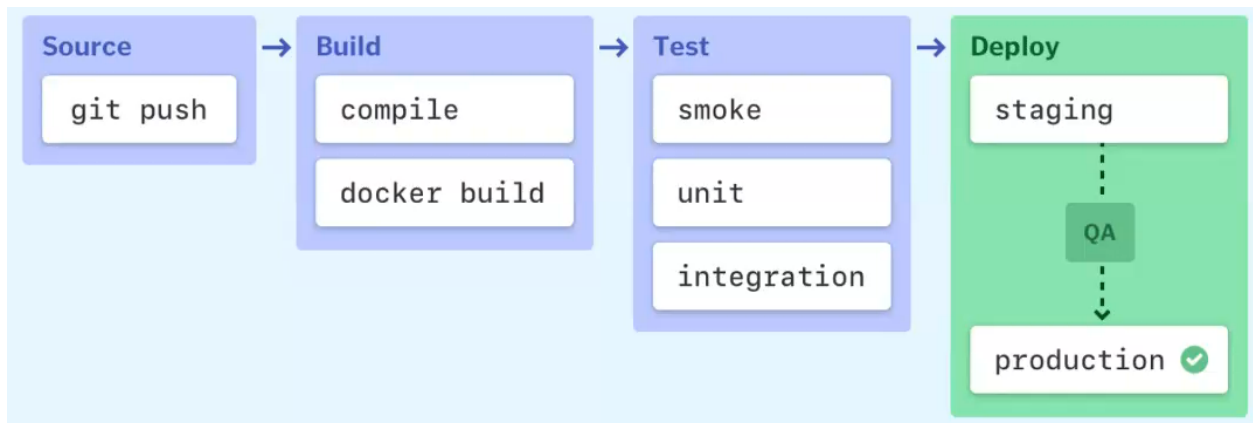 Source
git push
Build
compile
docker build
Test
smoke
unit
integration
Deploy
staging
QA
production